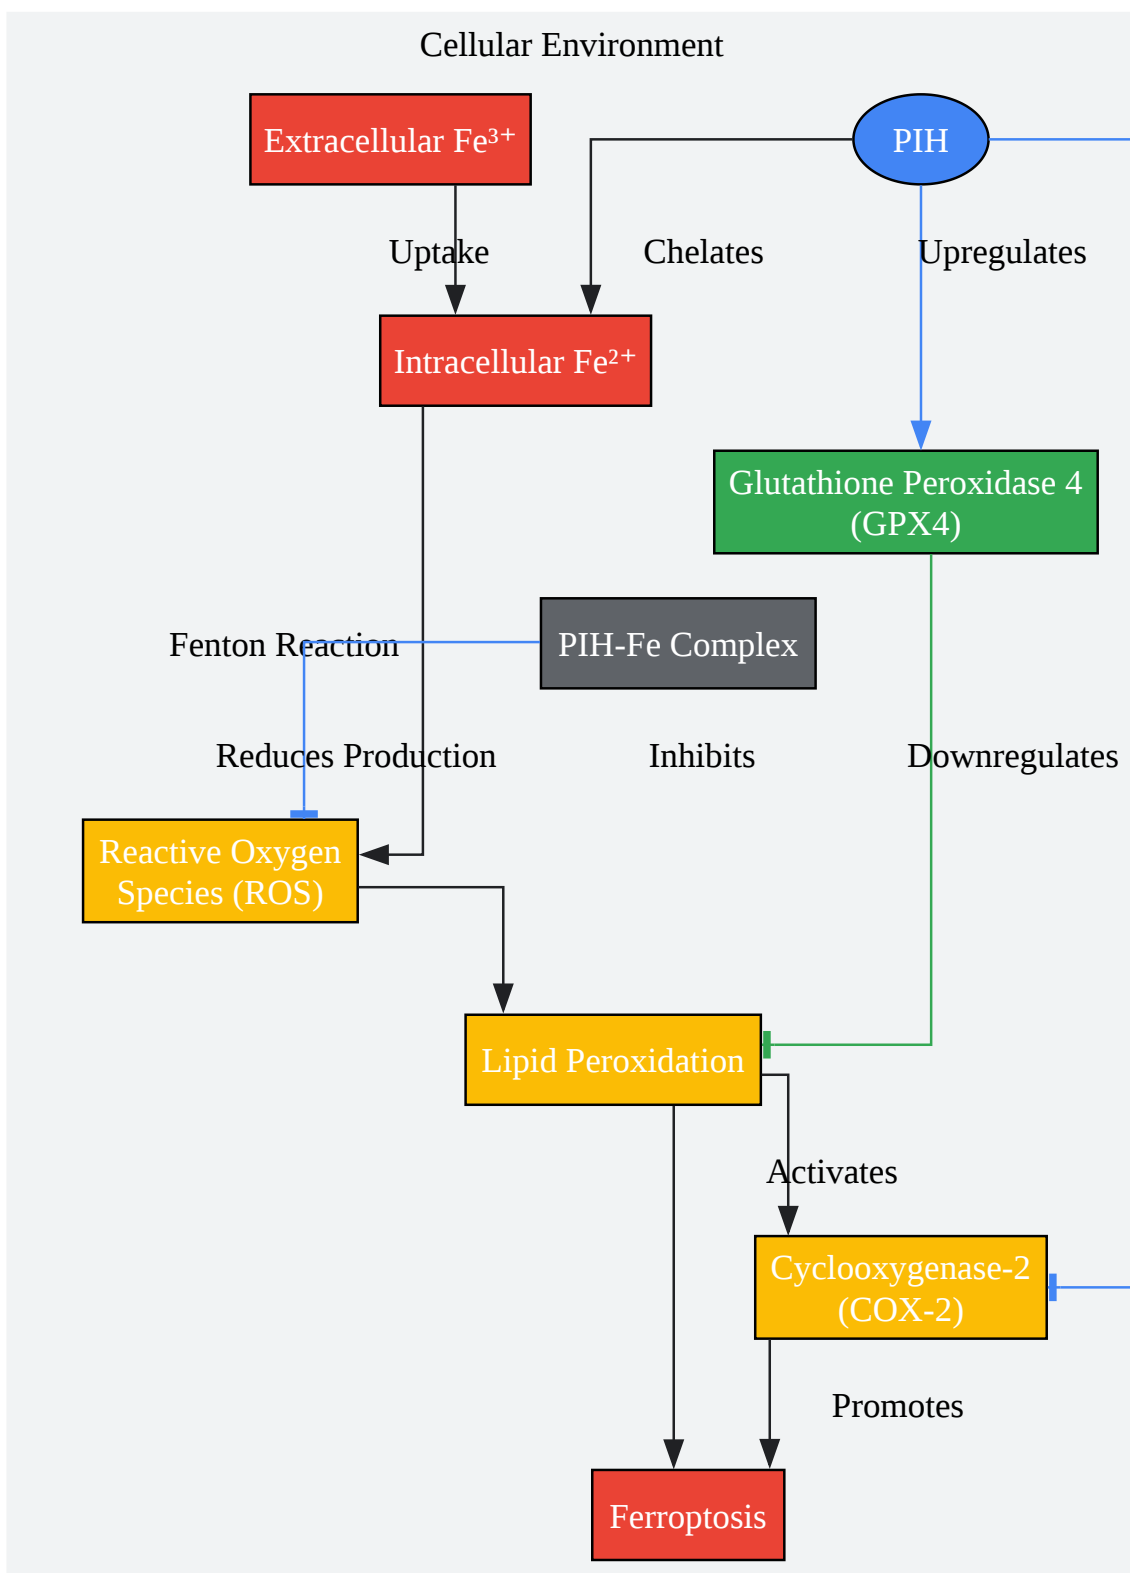 Cellular Environment
Extracellular Fe³⁺
PIH
Uptake
Chelates
Upregulates
Intracellular Fe²⁺
Glutathione Peroxidase 4
(GPX4)
Fenton Reaction
PIH-Fe Complex
Reduces Production
Inhibits
Downregulates
Reactive Oxygen
Species (ROS)
Lipid Peroxidation
Activates
Cyclooxygenase-2
(COX-2)
Promotes
Ferroptosis